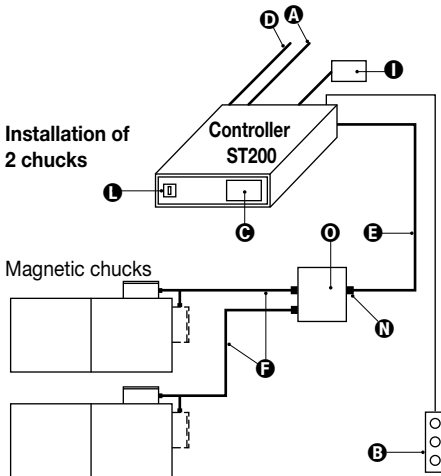 D
A
I
Installation of
2 chucks
Controller
ST200
L
C
O
E
Magnetic chucks
N
F
B